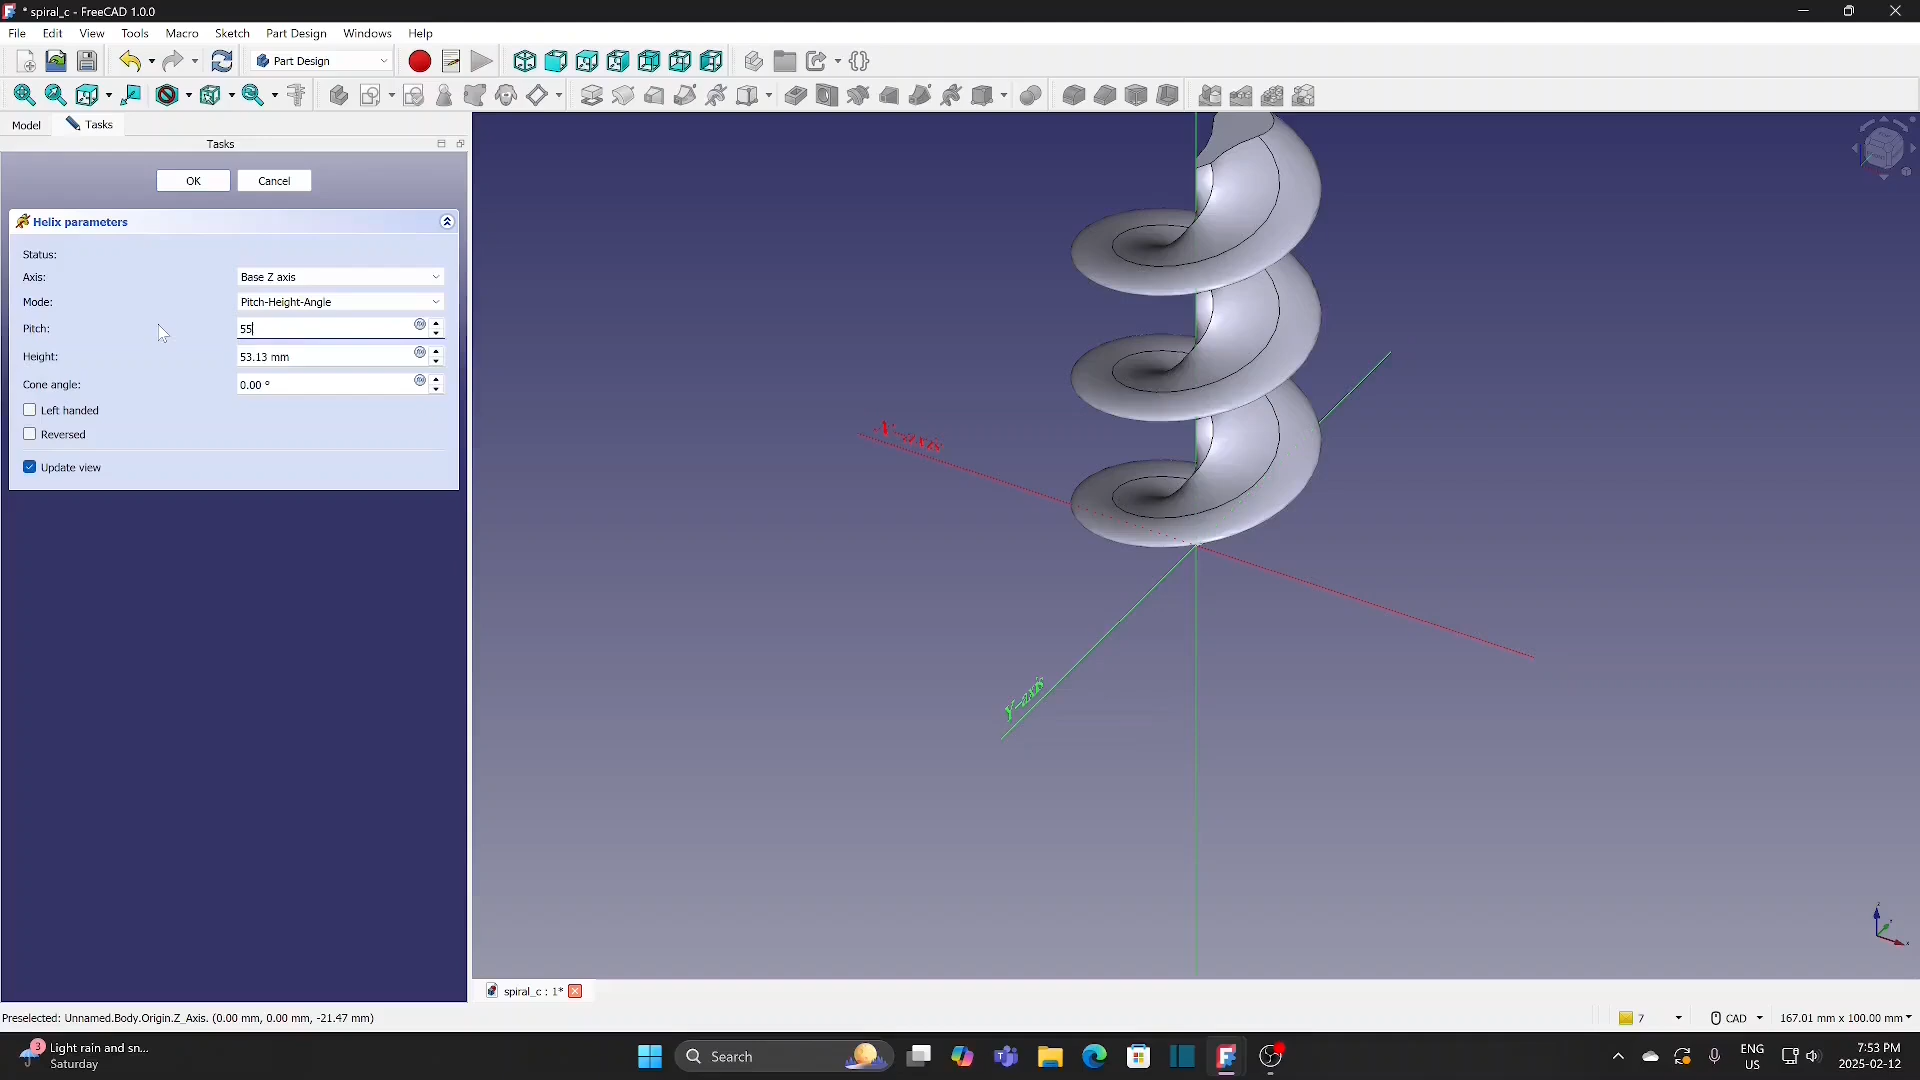 * spiral_c - FreeCAD 1.0.0
File Edit View Tools Macro Sketch Part Design Windows Help
Part Design
Model Tasks
Tasks
OK Cancel
Helix parameters
Status:
Axis: Base Z axis
Mode: Pitch-Height-Angle
Pitch: 55
Height: 53.13 mm
Cone angle: 0.00 °
Left handed
Reversed
Update view
X-axis
Y-axis
spiral_c : 1*
Preselected: Unnamed.Body.Origin.Z_Axis. (0.00 mm, 0.00 mm, -21.47 mm)
7 CAD 167.01 mm x 100.00 mm
3 Light rain and sn...
Saturday
Search
ENG
US
7:53 PM
2025-02-12